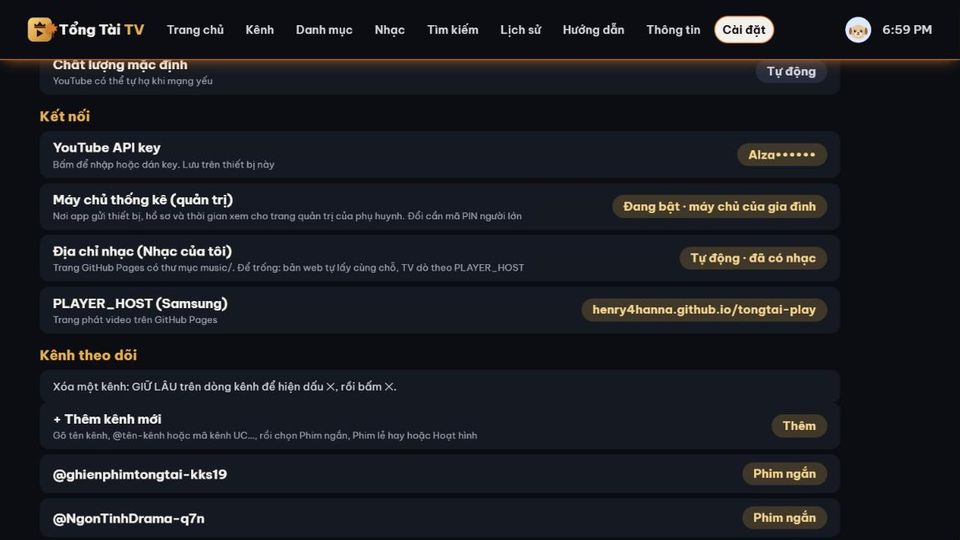 Tổng Tài TV Trang chủ Kênh Danh mục Nhạc Tìm kiếm Lịch sử Hướng dẫn Thông tin Cài đặt 6:59 PM
Chất lượng mặc định
YouTube có thể tự hạ khi mạng yếu
Tự động
Kết nối
YouTube API key
Bấm để nhập hoặc dán key. Lưu trên thiết bị này
AIza••••••
Máy chủ thống kê (quản trị)
Nơi app gửi thiết bị, hồ sơ và thời gian xem cho trang quản trị của phụ huynh. Đổi cần mã PIN người lớn
Đang bật · máy chủ của gia đình
Địa chỉ nhạc (Nhạc của tôi)
Trang GitHub Pages có thư mục music/. Để trống: bản web tự lấy cùng chỗ, TV dò theo PLAYER_HOST
Tự động · đã có nhạc
PLAYER_HOST (Samsung)
Trang phát video trên GitHub Pages
henry4hanna.github.io/tongtai-play
Kênh theo dõi
Xóa một kênh: GIỮ LÂU trên dòng kênh để hiện dấu ✕, rồi bấm ✕.
+ Thêm kênh mới
Gõ tên kênh, @tên-kênh hoặc mã kênh UC..., rồi chọn Phim ngắn, Phim lẻ hay hoặc Hoạt hình
Thêm
@ghienphimtongtai-kks19
Phim ngắn
@NgonTinhDrama-q7n
Phim ngắn